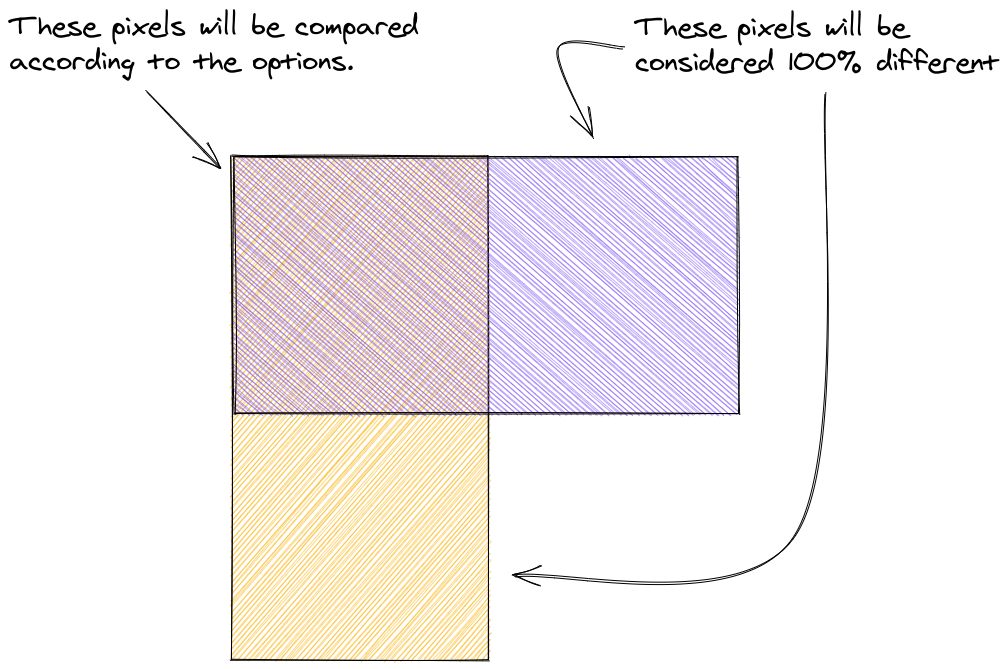 These pixels will be compared
according to the options.
These pixels will be
considered 100% different